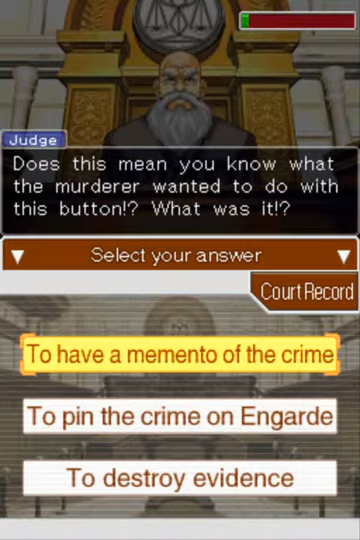 Judge
Does this mean you know what
the murderer wanted to do with
this button!? What was it!?
Select your answer
Court Record
To have a memento of the crime
To pin the crime on Engarde
To destroy evidence